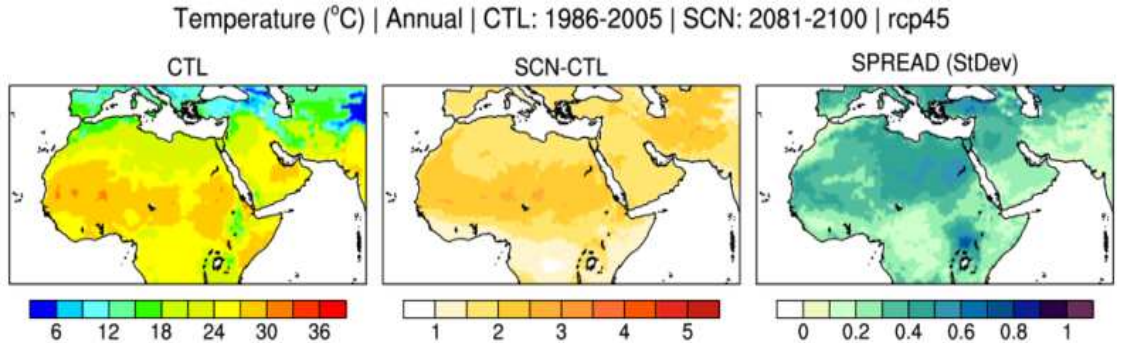 Temperature (°C) | Annual | CTL: 1986-2005 | SCN: 2081-2100 | rcp45
CTL
SCN-CTL
SPREAD (StDev)
6 12 18 24 30 36
1 2 3 4 5
0 0.2 0.4 0.6 0.8 1